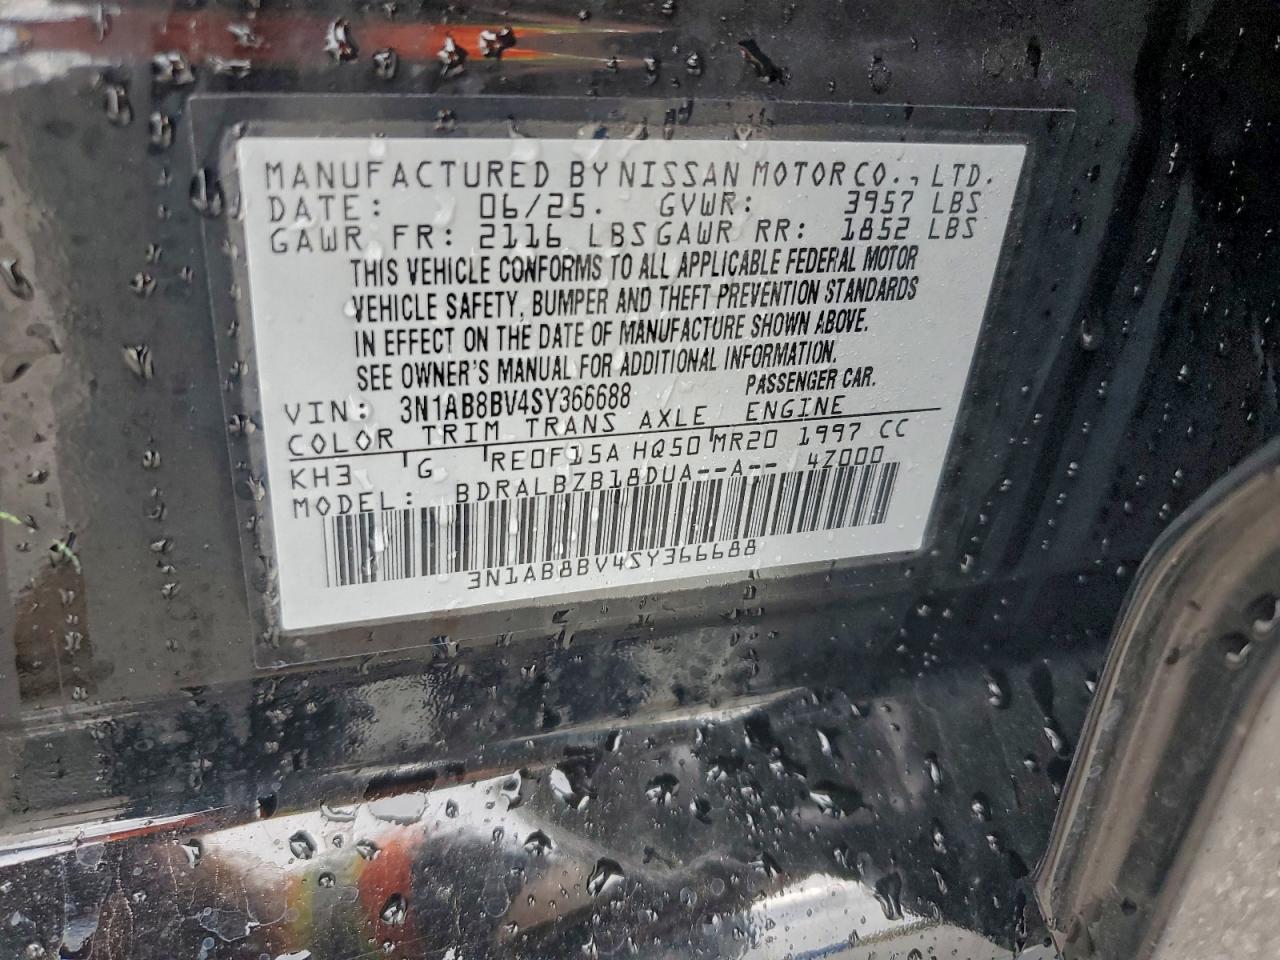 MANUFACTURED BY NISSAN MOTOR CO., LTD.
DATE: 06/25. GVWR: 3957 LBS
GAWR FR: 2116 LBS GAWR RR: 1852 LBS
THIS VEHICLE CONFORMS TO ALL APPLICABLE FEDERAL MOTOR
VEHICLE SAFETY, BUMPER AND THEFT PREVENTION STANDARDS
IN EFFECT ON THE DATE OF MANUFACTURE SHOWN ABOVE.
SEE OWNER'S MANUAL FOR ADDITIONAL INFORMATION.
VIN: 3N1AB8BV4SY366688 PASSENGER CAR.
COLOR TRIM TRANS AXLE ENGINE
KH3 G RE0F15A HQ50 MR20 1997 CC
MODEL: BDRALBZB18DUA--A-- 4Z000
3N1AB8BV4SY366688